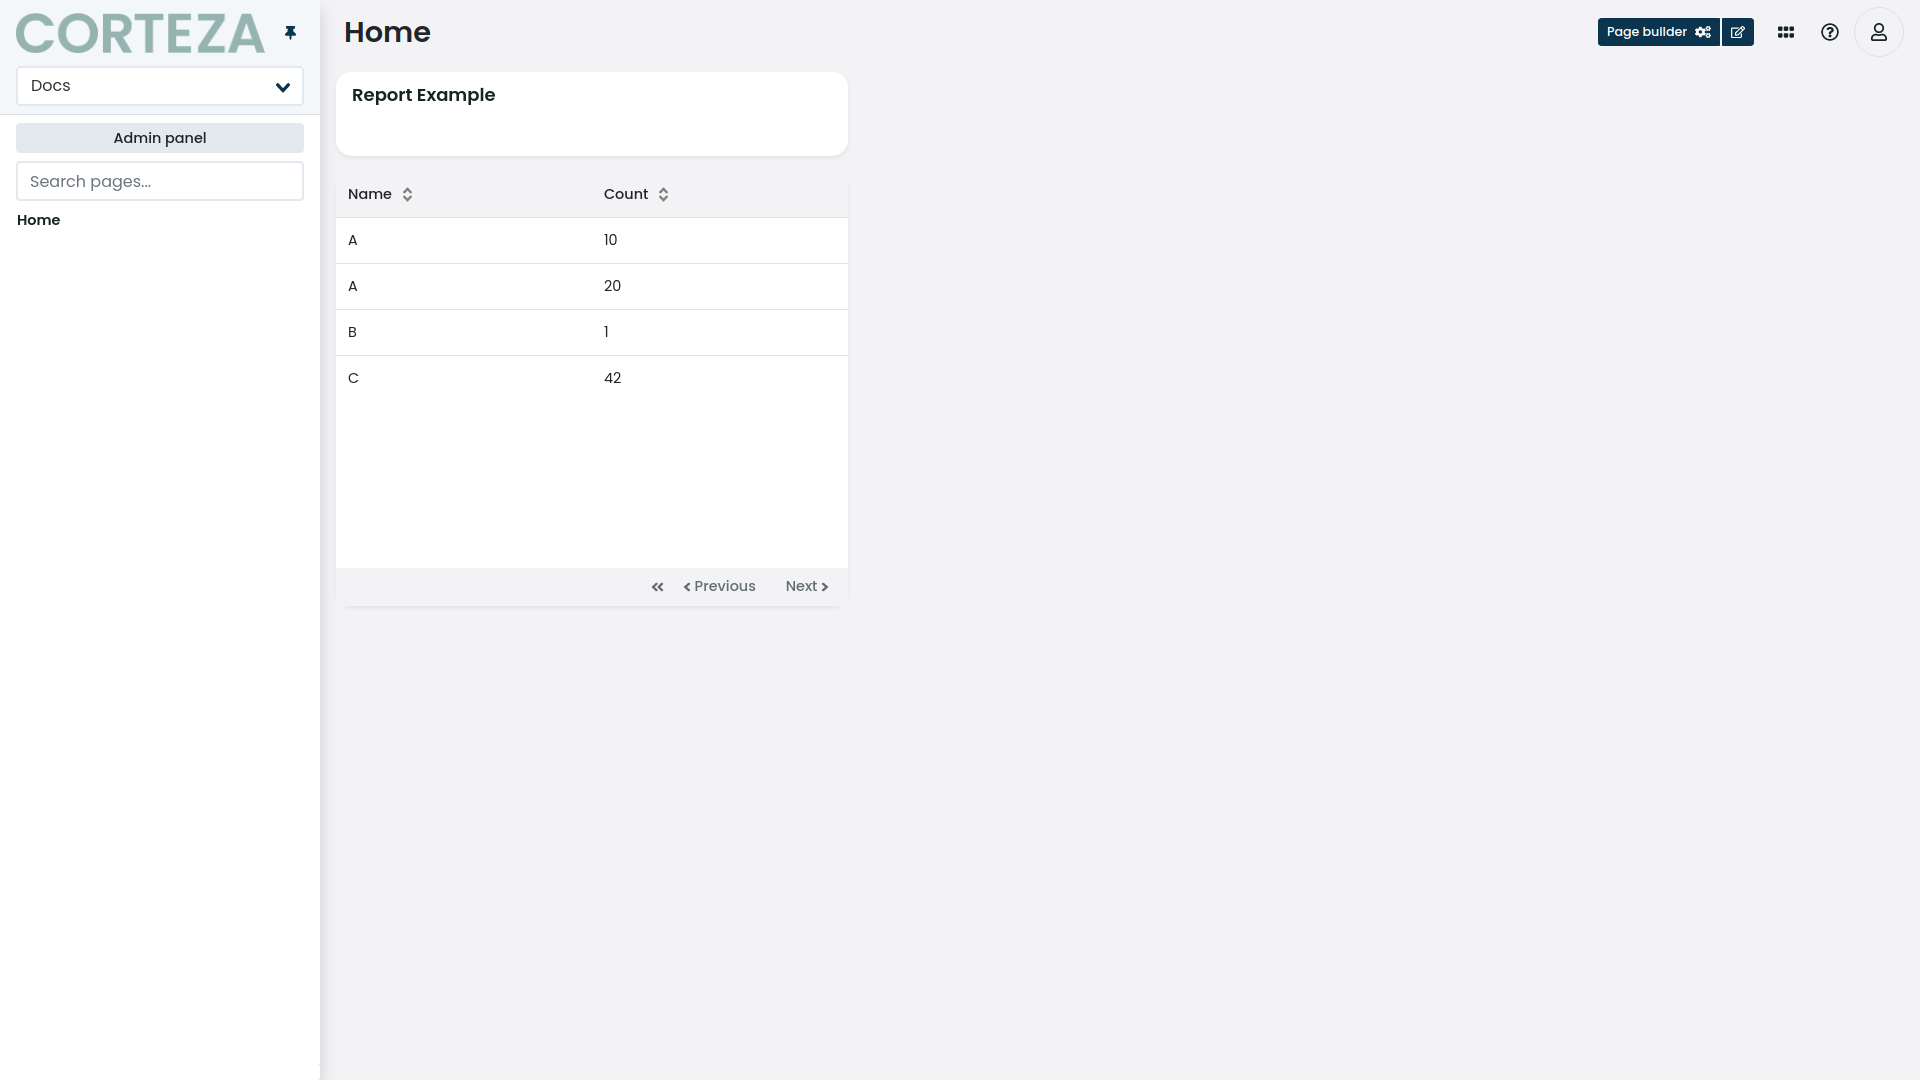 CORTEZA
Docs
Admin panel
Search pages...
Home
Home
Page builder
Report Example
Name Count
A 10
A 20
B 1
C 42
Previous Next